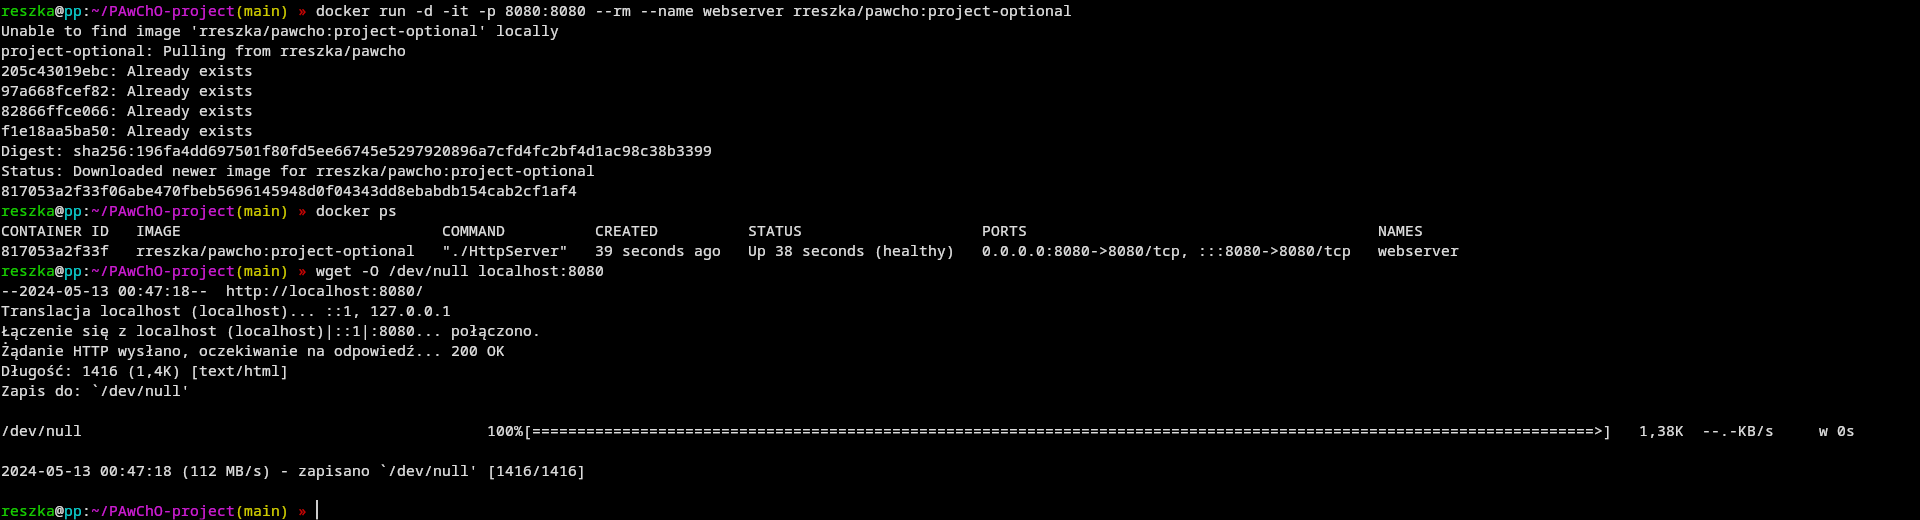 reszka@pp:~/PAwChO-project(main) » docker run -d -it -p 8080:8080 --rm --name webserver rreszka/pawcho:project-optional
Unable to find image 'rreszka/pawcho:project-optional' locally
project-optional: Pulling from rreszka/pawcho
205c43019ebc: Already exists
97a668fcef82: Already exists
82866ffce066: Already exists
f1e18aa5ba50: Already exists
Digest: sha256:196fa4dd697501f80fd5ee66745e5297920896a7cfd4fc2bf4d1ac98c38b3399
Status: Downloaded newer image for rreszka/pawcho:project-optional
817053a2f33f06abe470fbeb5696145948d0f04343dd8ebabdb154cab2cf1af4
reszka@pp:~/PAwChO-project(main) » docker ps
CONTAINER ID   IMAGE                             COMMAND          CREATED          STATUS                    PORTS                                       NAMES
817053a2f33f   rreszka/pawcho:project-optional   "./HttpServer"   39 seconds ago   Up 38 seconds (healthy)   0.0.0.0:8080->8080/tcp, :::8080->8080/tcp   webserver
reszka@pp:~/PAwChO-project(main) » wget -O /dev/null localhost:8080
--2024-05-13 00:47:18--  http://localhost:8080/
Translacja localhost (localhost)... ::1, 127.0.0.1
Łączenie się z localhost (localhost)|::1|:8080... połączono.
Żądanie HTTP wysłano, oczekiwanie na odpowiedź... 200 OK
Długość: 1416 (1,4K) [text/html]
Zapis do: `/dev/null'
/dev/null                                             100%[======================================================================================================================>]   1,38K  --.-KB/s     w 0s
2024-05-13 00:47:18 (112 MB/s) - zapisano `/dev/null' [1416/1416]
reszka@pp:~/PAwChO-project(main) »